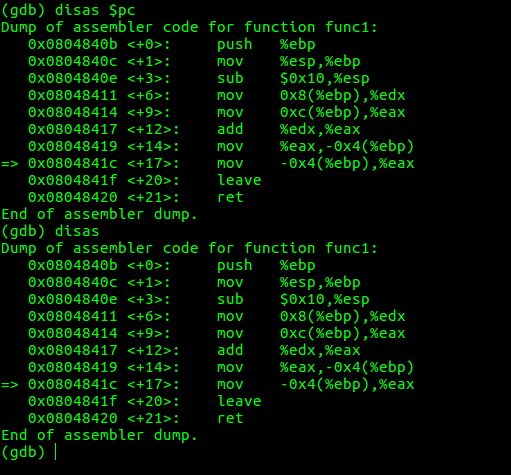 (gdb) disas $pc
Dump of assembler code for function func1:
   0x0804840b <+0>:     push   %ebp
   0x0804840c <+1>:     mov    %esp,%ebp
   0x0804840e <+3>:     sub    $0x10,%esp
   0x08048411 <+6>:     mov    0x8(%ebp),%edx
   0x08048414 <+9>:     mov    0xc(%ebp),%eax
   0x08048417 <+12>:    add    %edx,%eax
   0x08048419 <+14>:    mov    %eax,-0x4(%ebp)
=> 0x0804841c <+17>:    mov    -0x4(%ebp),%eax
   0x0804841f <+20>:    leave
   0x08048420 <+21>:    ret
End of assembler dump.
(gdb) disas
Dump of assembler code for function func1:
   0x0804840b <+0>:     push   %ebp
   0x0804840c <+1>:     mov    %esp,%ebp
   0x0804840e <+3>:     sub    $0x10,%esp
   0x08048411 <+6>:     mov    0x8(%ebp),%edx
   0x08048414 <+9>:     mov    0xc(%ebp),%eax
   0x08048417 <+12>:    add    %edx,%eax
   0x08048419 <+14>:    mov    %eax,-0x4(%ebp)
=> 0x0804841c <+17>:    mov    -0x4(%ebp),%eax
   0x0804841f <+20>:    leave
   0x08048420 <+21>:    ret
End of assembler dump.
(gdb)